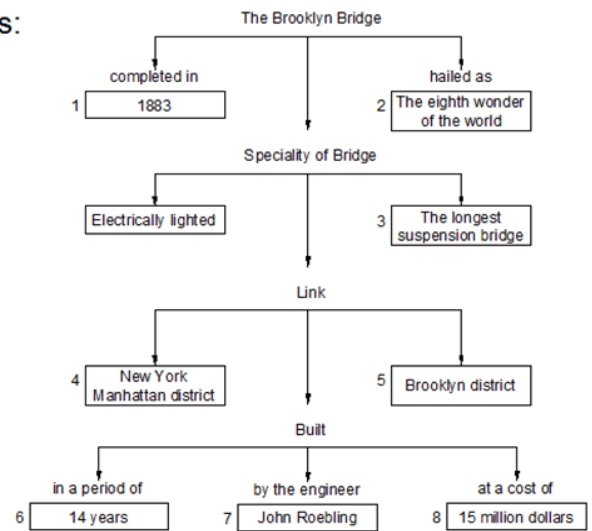 s:
The Brooklyn Bridge
completed in
hailed as
1 1883
2 The eighth wonder
of the world
Speciality of Bridge
Electrically lighted
3 The longest
suspension bridge
Link
4 New York
Manhattan district
5 Brooklyn district
Built
in a period of
by the engineer
at a cost of
6 14 years
7 John Roebling
8 15 million dollars